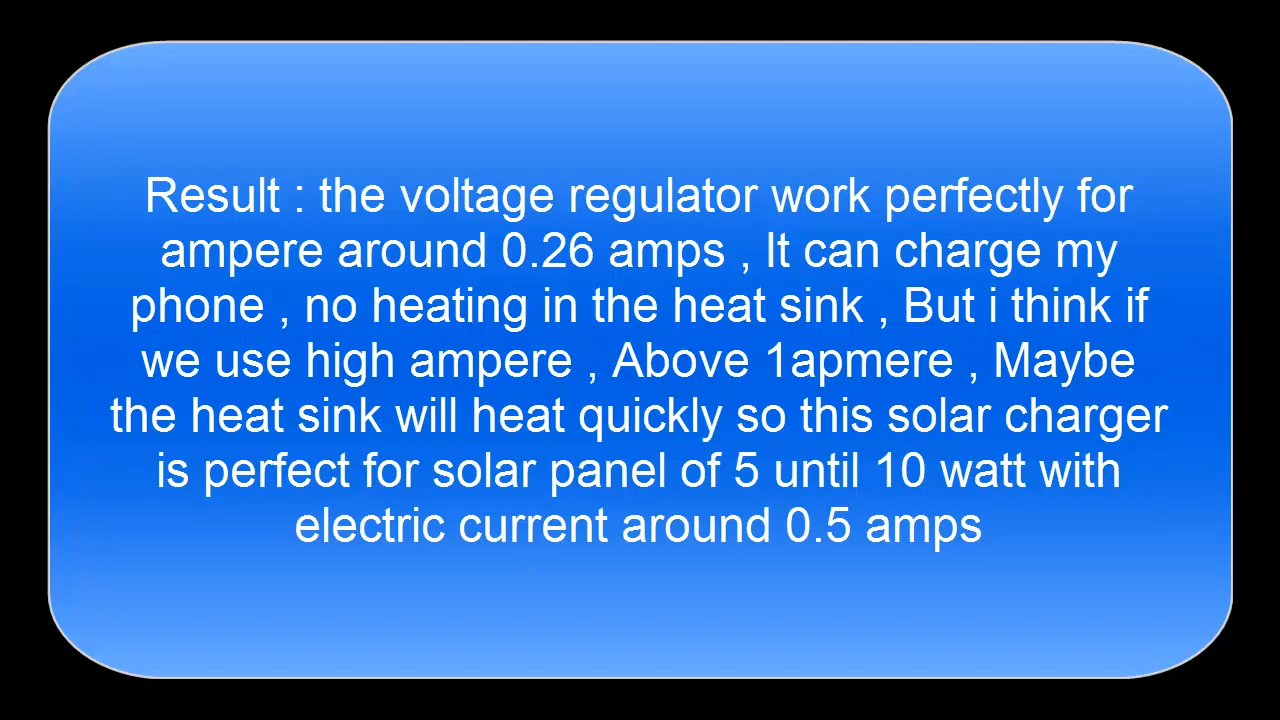 Result : the voltage regulator work perfectly for
ampere around 0.26 amps , It can charge my
phone , no heating in the heat sink , But i think if
we use high ampere , Above 1apmere , Maybe
the heat sink will heat quickly so this solar charger
is perfect for solar panel of 5 until 10 watt with
electric current around 0.5 amps